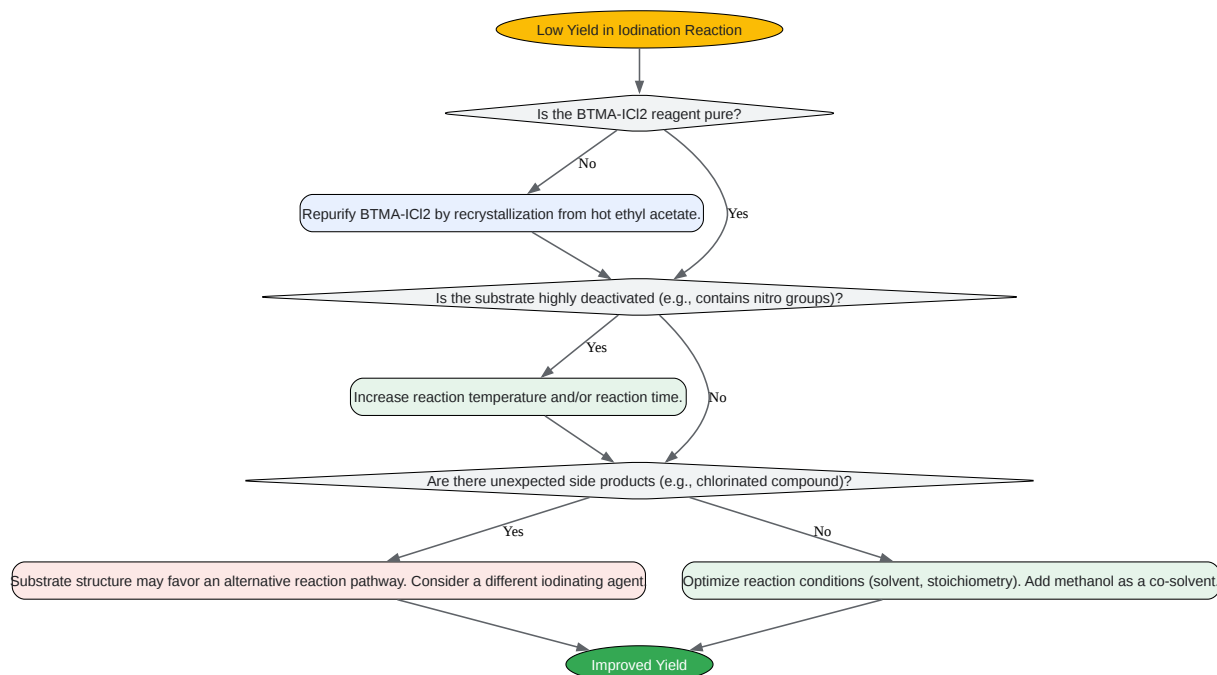 Low Yield in Iodination Reaction
Is the BTMA-ICl2 reagent pure?
No
Repurify BTMA-ICl2 by recrystallization from hot ethyl acetate.
Yes
Is the substrate highly deactivated (e.g., contains nitro groups)?
Yes
Increase reaction temperature and/or reaction time.
No
Are there unexpected side products (e.g., chlorinated compound)?
Yes
No
Substrate structure may favor an alternative reaction pathway. Consider a different iodinating agent.
Optimize reaction conditions (solvent, stoichiometry). Add methanol as a co-solvent.
Improved Yield